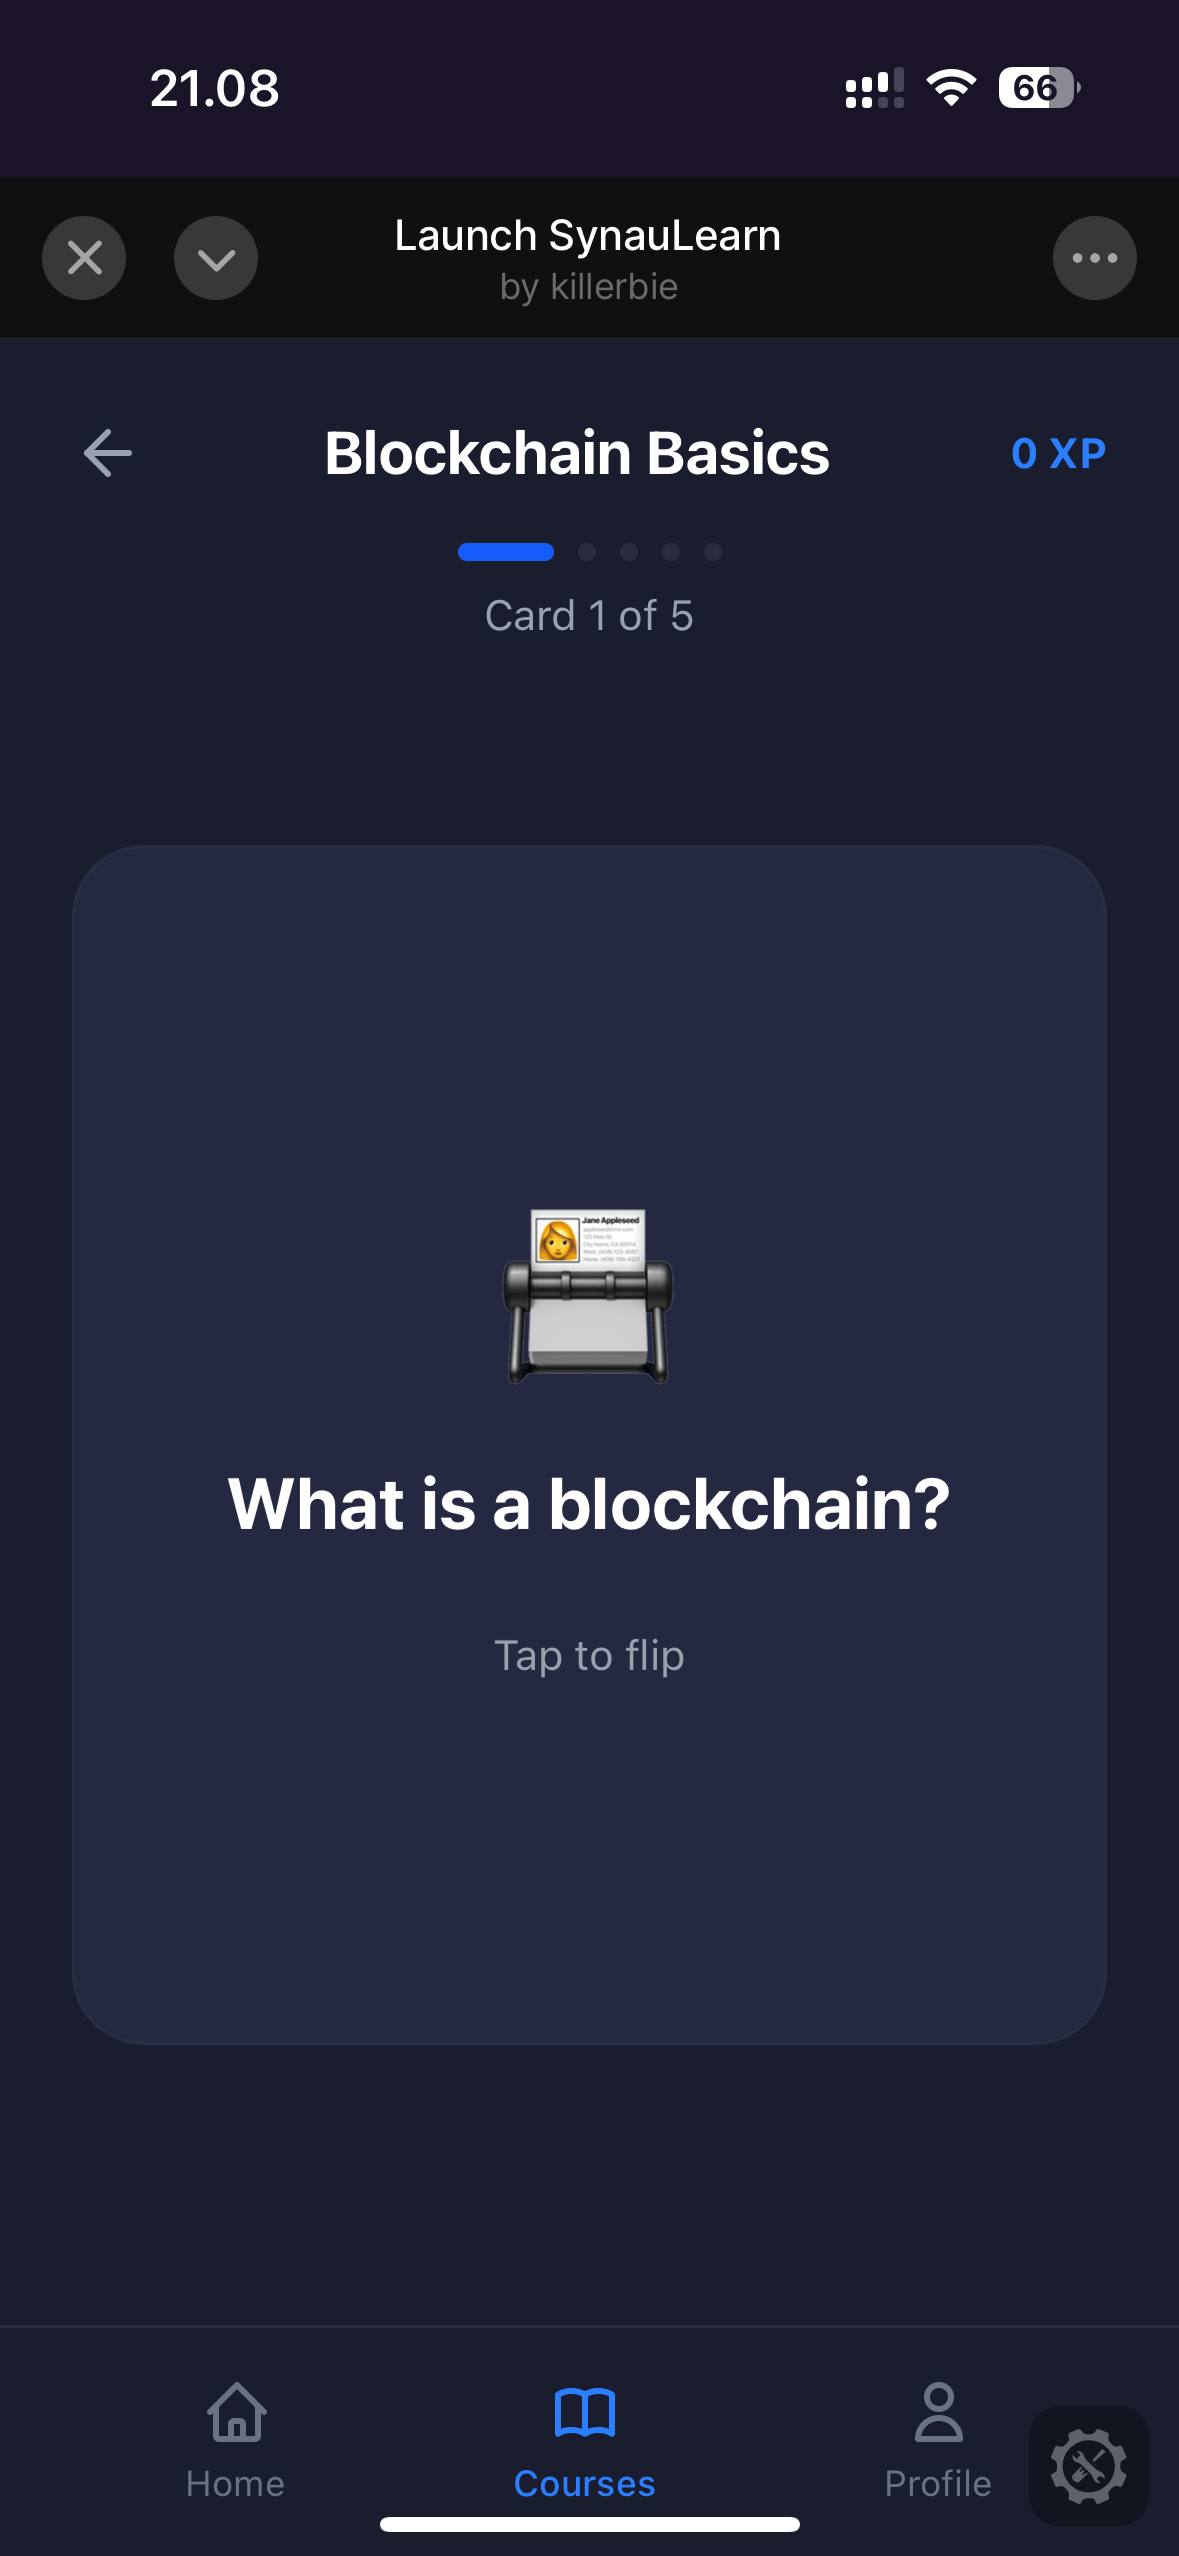 21.08
66
Launch SynauLearn
by killerbie
Blockchain Basics
0 XP
Card 1 of 5
Jane Appleseed
What is a blockchain?
Tap to flip
Home
Courses
Profile